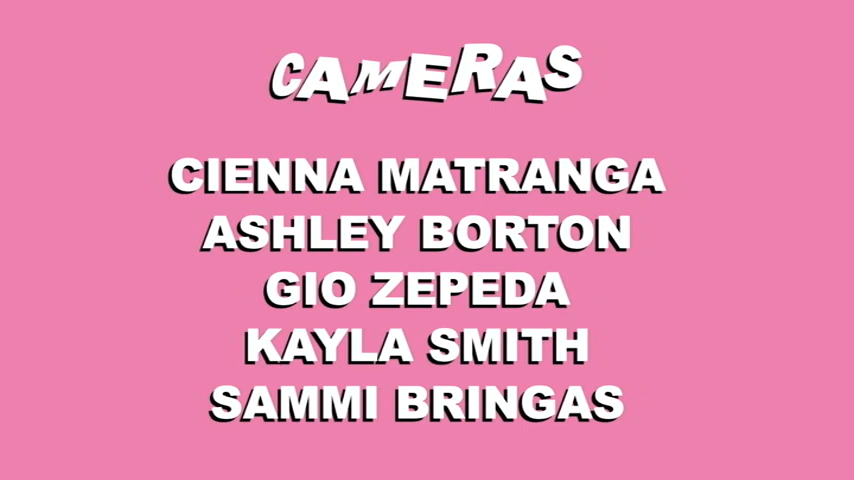 CAMERAS
CIENNA MATRANGA
ASHLEY BORTON
GIO ZEPEDA
KAYLA SMITH
SAMMI BRINGAS